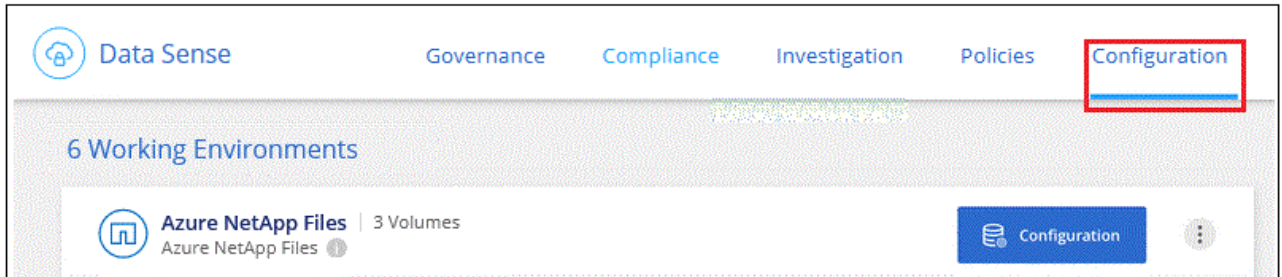 Data Sense Governance Compliance Investigation Policies Configuration
6 Working Environments
Azure NetApp Files | 3 Volumes
Azure NetApp Files
Configuration